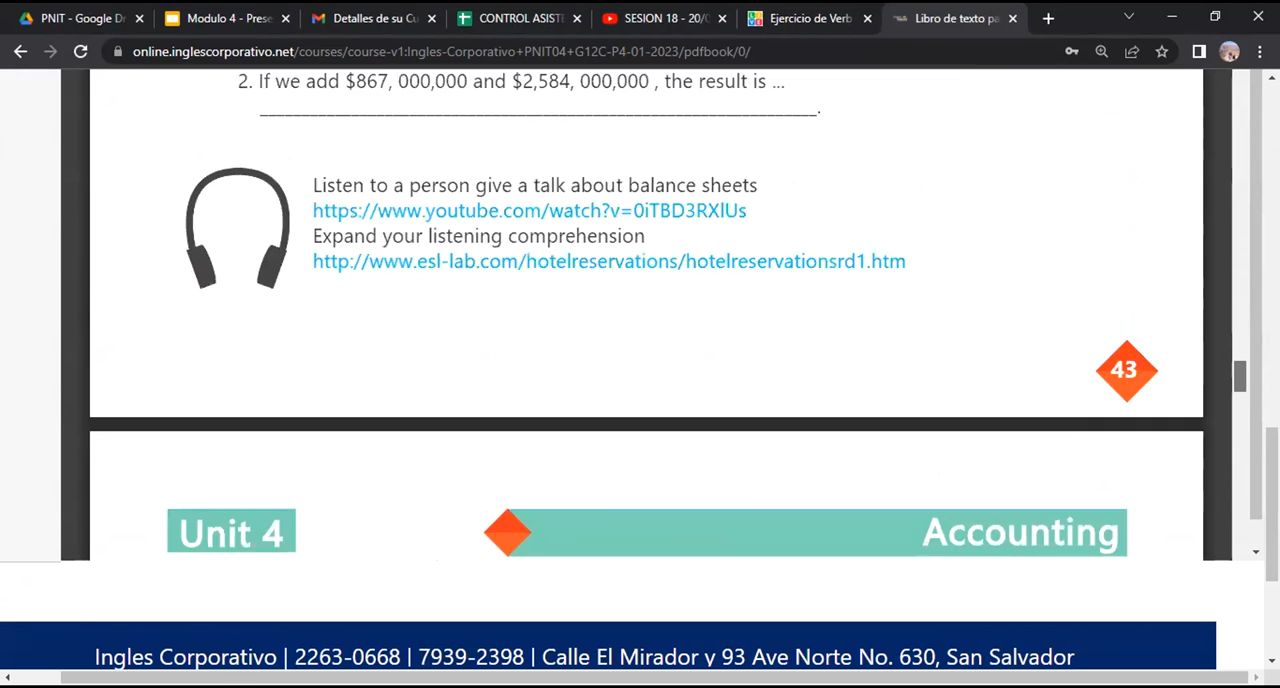 PNIT - Google Dr
Modulo 4 - Prese
Detalles de su Cu
CONTROL ASISTE
SESION 18 - 20/0
Ejercicio de Verb
Libro de texto pa
online.inglescorporativo.net/courses/course-v1:Ingles-Corporativo+PNIT04+G12C-P4-01-2023/pdfbook/0/
2. If we add $867, 000,000 and $2,584, 000,000 , the result is ...
______________________________________________________________.
Listen to a person give a talk about balance sheets
https://www.youtube.com/watch?v=0iTBD3RXlUs
Expand your listening comprehension
http://www.esl-lab.com/hotelreservations/hotelreservationsrd1.htm
43
Unit 4
Accounting
Ingles Corporativo | 2263-0668 | 7939-2398 | Calle El Mirador y 93 Ave Norte No. 630, San Salvador